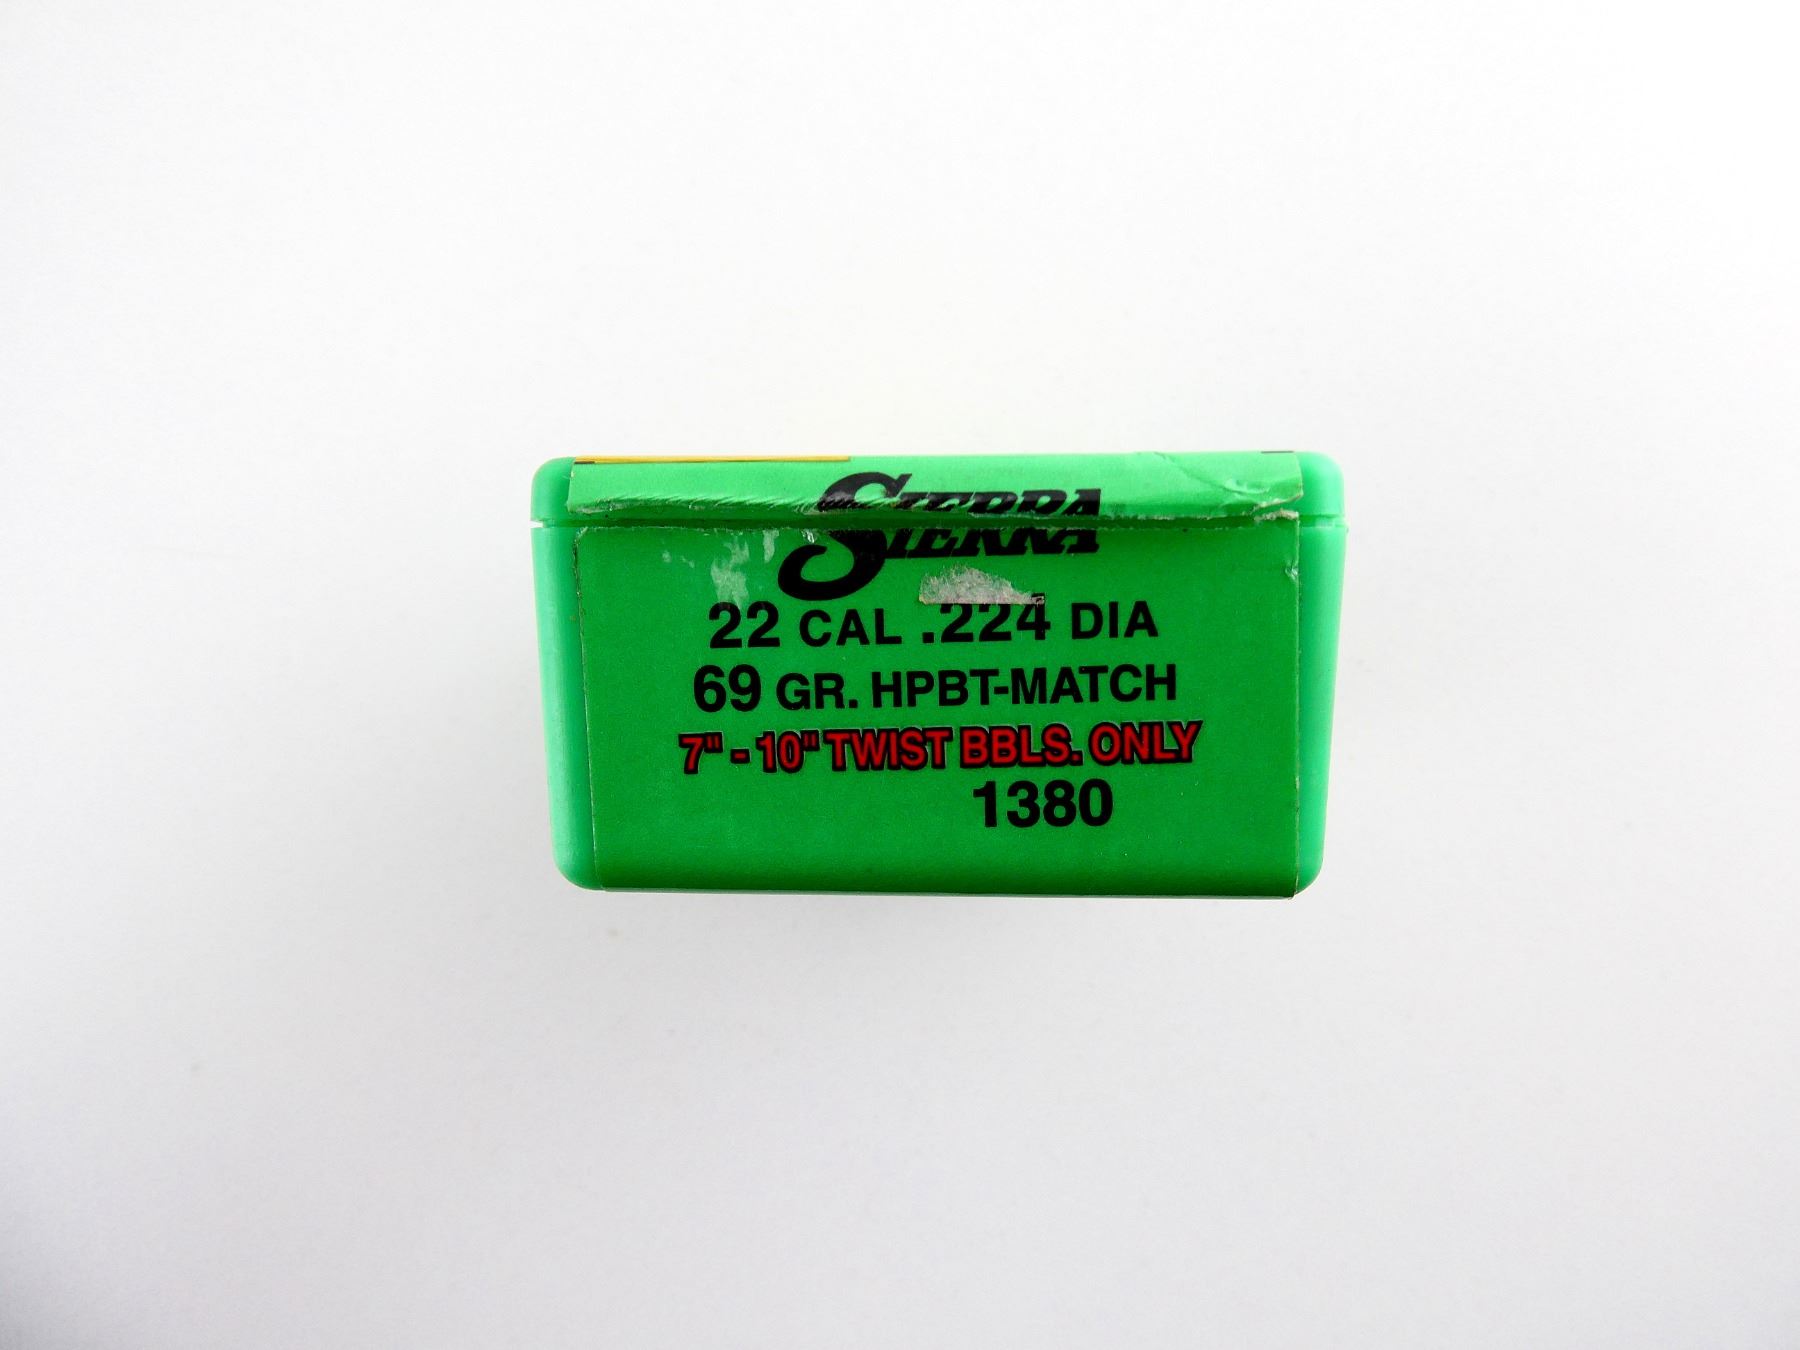 SIERRA
22 CAL .224 DIA
69 GR. HPBT-MATCH
7" - 10" TWIST BBLS. ONLY
1380